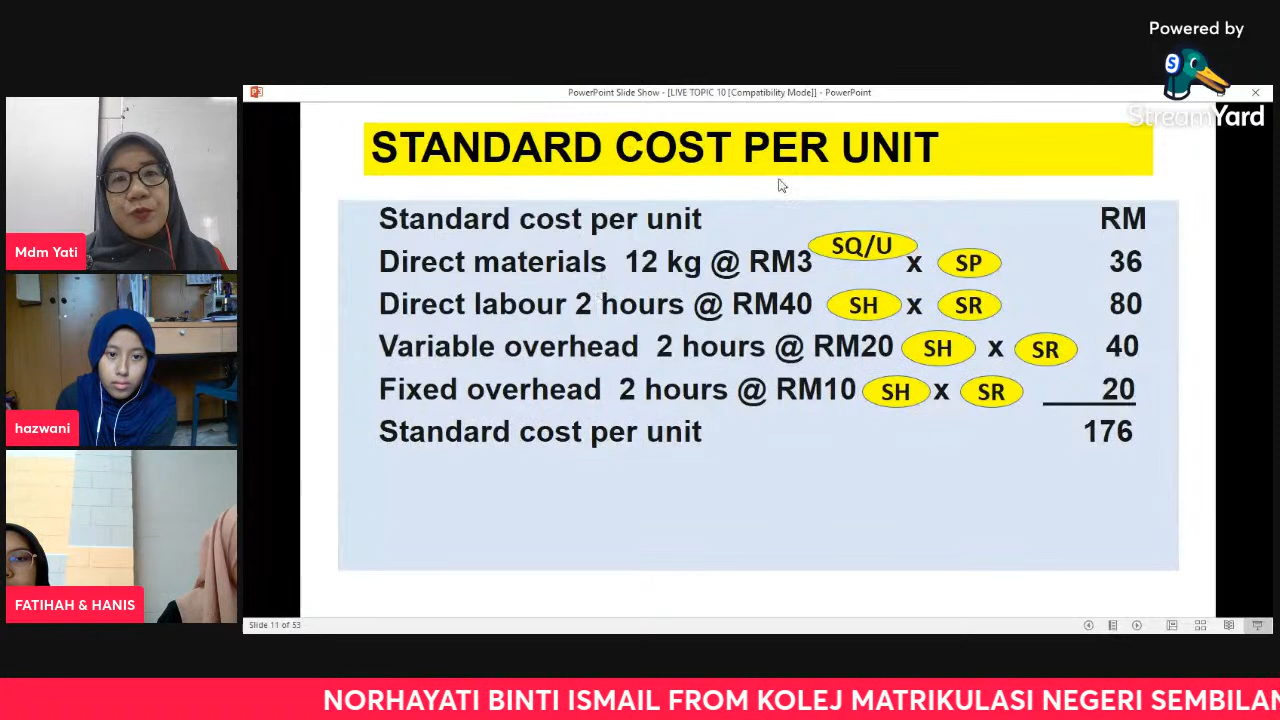 Powered by
StreamYard
PowerPoint Slide Show - [LIVE TOPIC 10 [Compatibility Mode]] - PowerPoint
STANDARD COST PER UNIT
Standard cost per unit RM
Direct materials 12 kg @ RM3 SQ/U x SP 36
Direct labour 2 hours @ RM40 SH x SR 80
Variable overhead 2 hours @ RM20 SH x SR 40
Fixed overhead 2 hours @ RM10 SH x SR 20
Standard cost per unit 176
Mdm Yati
hazwani
FATIHAH & HANIS
Slide 11 of 53
NORHAYATI BINTI ISMAIL FROM KOLEJ MATRIKULASI NEGERI SEMBILAN